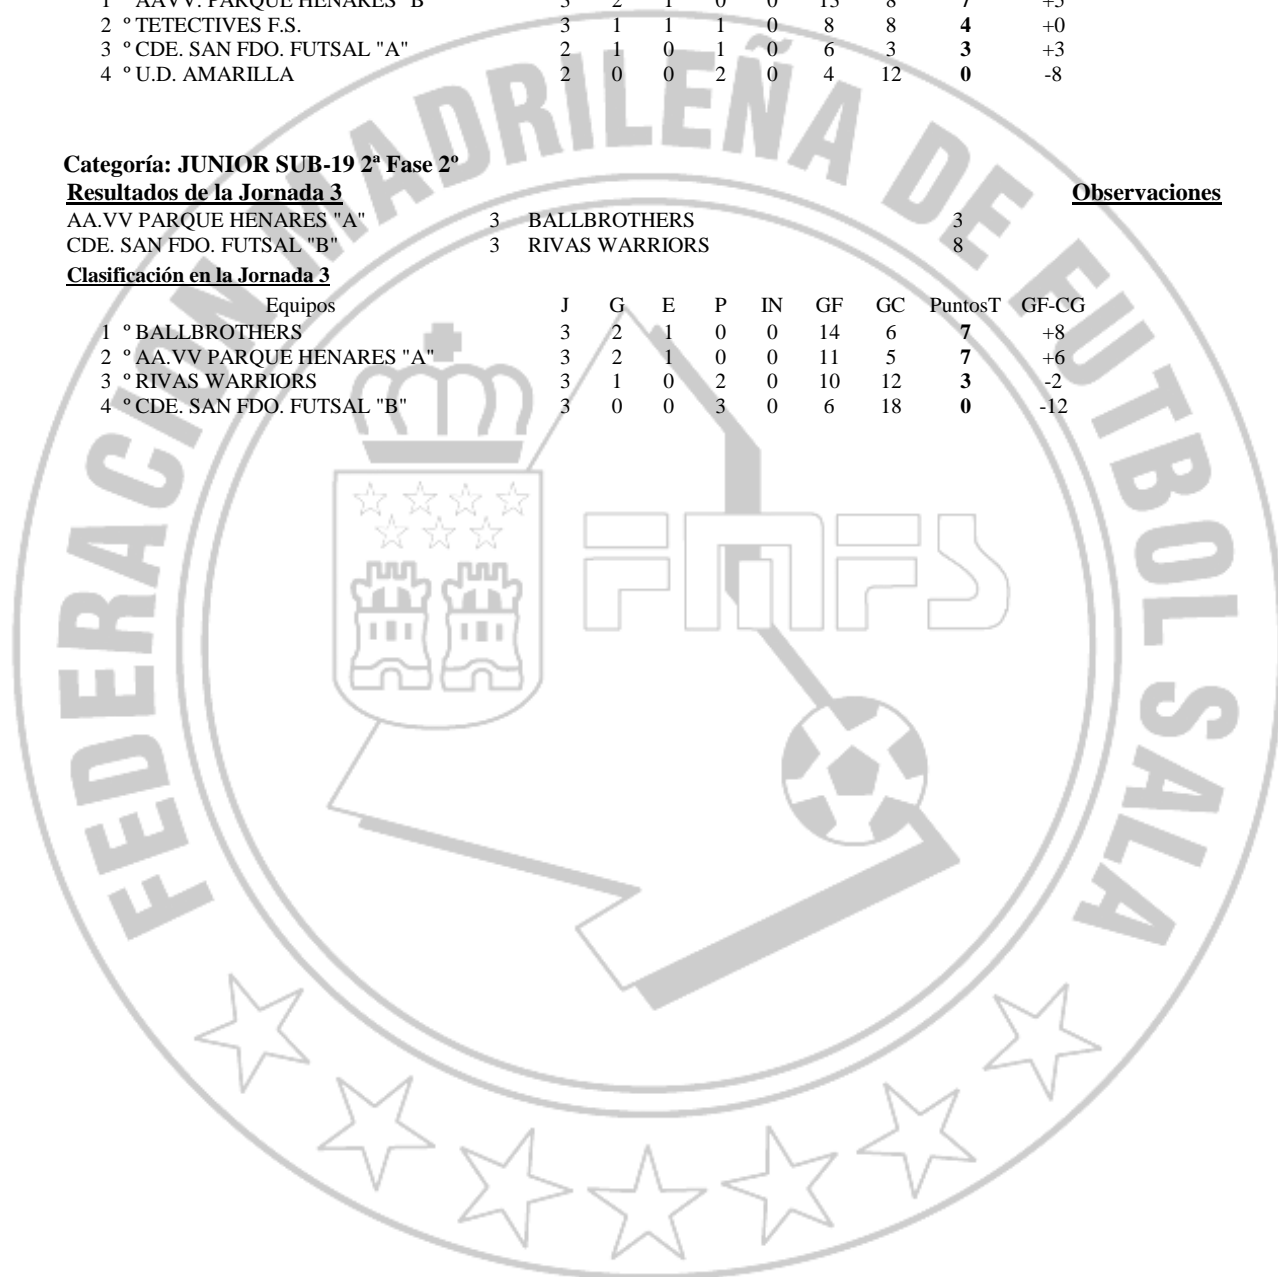 1 º AAVV. PARQUE HENARES "B" 3 2 1 0 0 13 8 7 +5
2 º TETECTIVES F.S. 3 1 1 1 0 8 8 4 +0
3 º CDE. SAN FDO. FUTSAL "A" 2 1 0 1 0 6 3 3 +3
4 º U.D. AMARILLA 2 0 0 2 0 4 12 0 -8
Categoría: JUNIOR SUB-19 2ª Fase 2º
Resultados de la Jornada 3 Observaciones
AA.VV PARQUE HENARES "A" 3 BALLBROTHERS 3
CDE. SAN FDO. FUTSAL "B" 3 RIVAS WARRIORS 8
Clasificación en la Jornada 3
Equipos J G E P IN GF GC PuntosT GF-CG
1 º BALLBROTHERS 3 2 1 0 0 14 6 7 +8
2 º AA.VV PARQUE HENARES "A" 3 2 1 0 0 11 5 7 +6
3 º RIVAS WARRIORS 3 1 0 2 0 10 12 3 -2
4 º CDE. SAN FDO. FUTSAL "B" 3 0 0 3 0 6 18 0 -12
FEDERACION MADRILEÑA DE FUTBOL SALA
FMFS